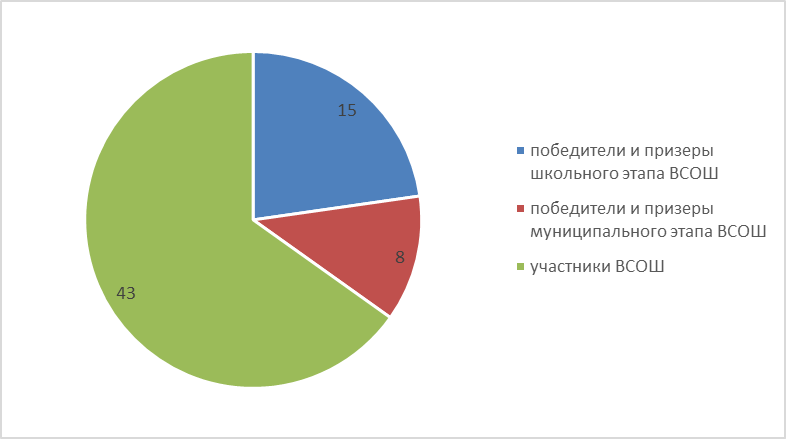 15
8
43
победители и призеры
школьного этапа ВСОШ
победители и призеры
муниципального этапа ВСОШ
участники ВСОШ